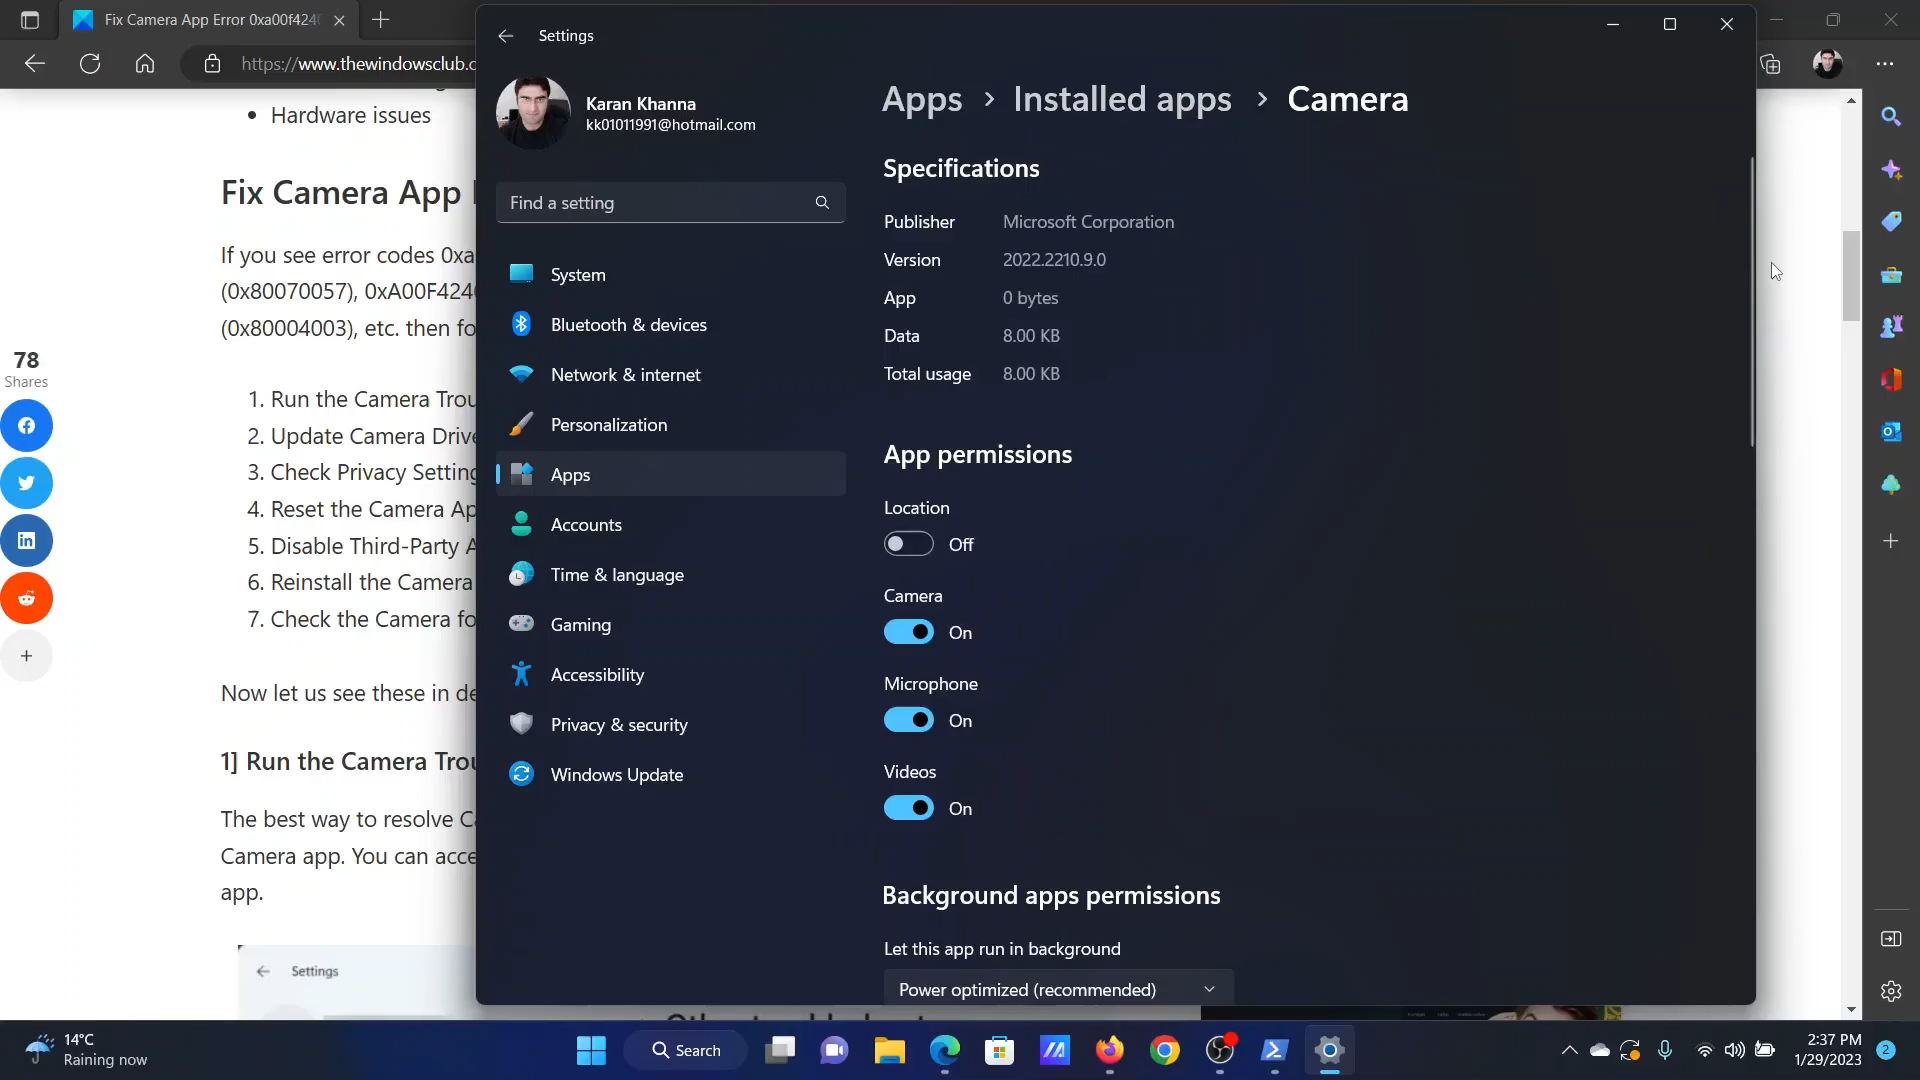 Fix Camera App Error 0xa00f424
https://www.thewindowsclub.c
Hardware issues
Fix Camera App
If you see error codes 0xa
(0x80070057), 0xA00F424
(0x80004003), etc. then fo
78
Shares
1. Run the Camera Trou
2. Update Camera Drive
3. Check Privacy Setting
4. Reset the Camera Ap
5. Disable Third-Party A
6. Reinstall the Camera
7. Check the Camera fo
Now let us see these in de
1] Run the Camera Trou
The best way to resolve Ca
Camera app. You can acce
app.
Settings
Settings
Karan Khanna
kk01011991@hotmail.com
Find a setting
System
Bluetooth & devices
Network & internet
Personalization
Apps
Accounts
Time & language
Gaming
Accessibility
Privacy & security
Windows Update
Apps > Installed apps > Camera
Specifications
Publisher Microsoft Corporation
Version 2022.2210.9.0
App 0 bytes
Data 8.00 KB
Total usage 8.00 KB
App permissions
Location
Off
Camera
On
Microphone
On
Videos
On
Background apps permissions
Let this app run in background
Power optimized (recommended)
14°C
Raining now
Search
2:37 PM
1/29/2023
2